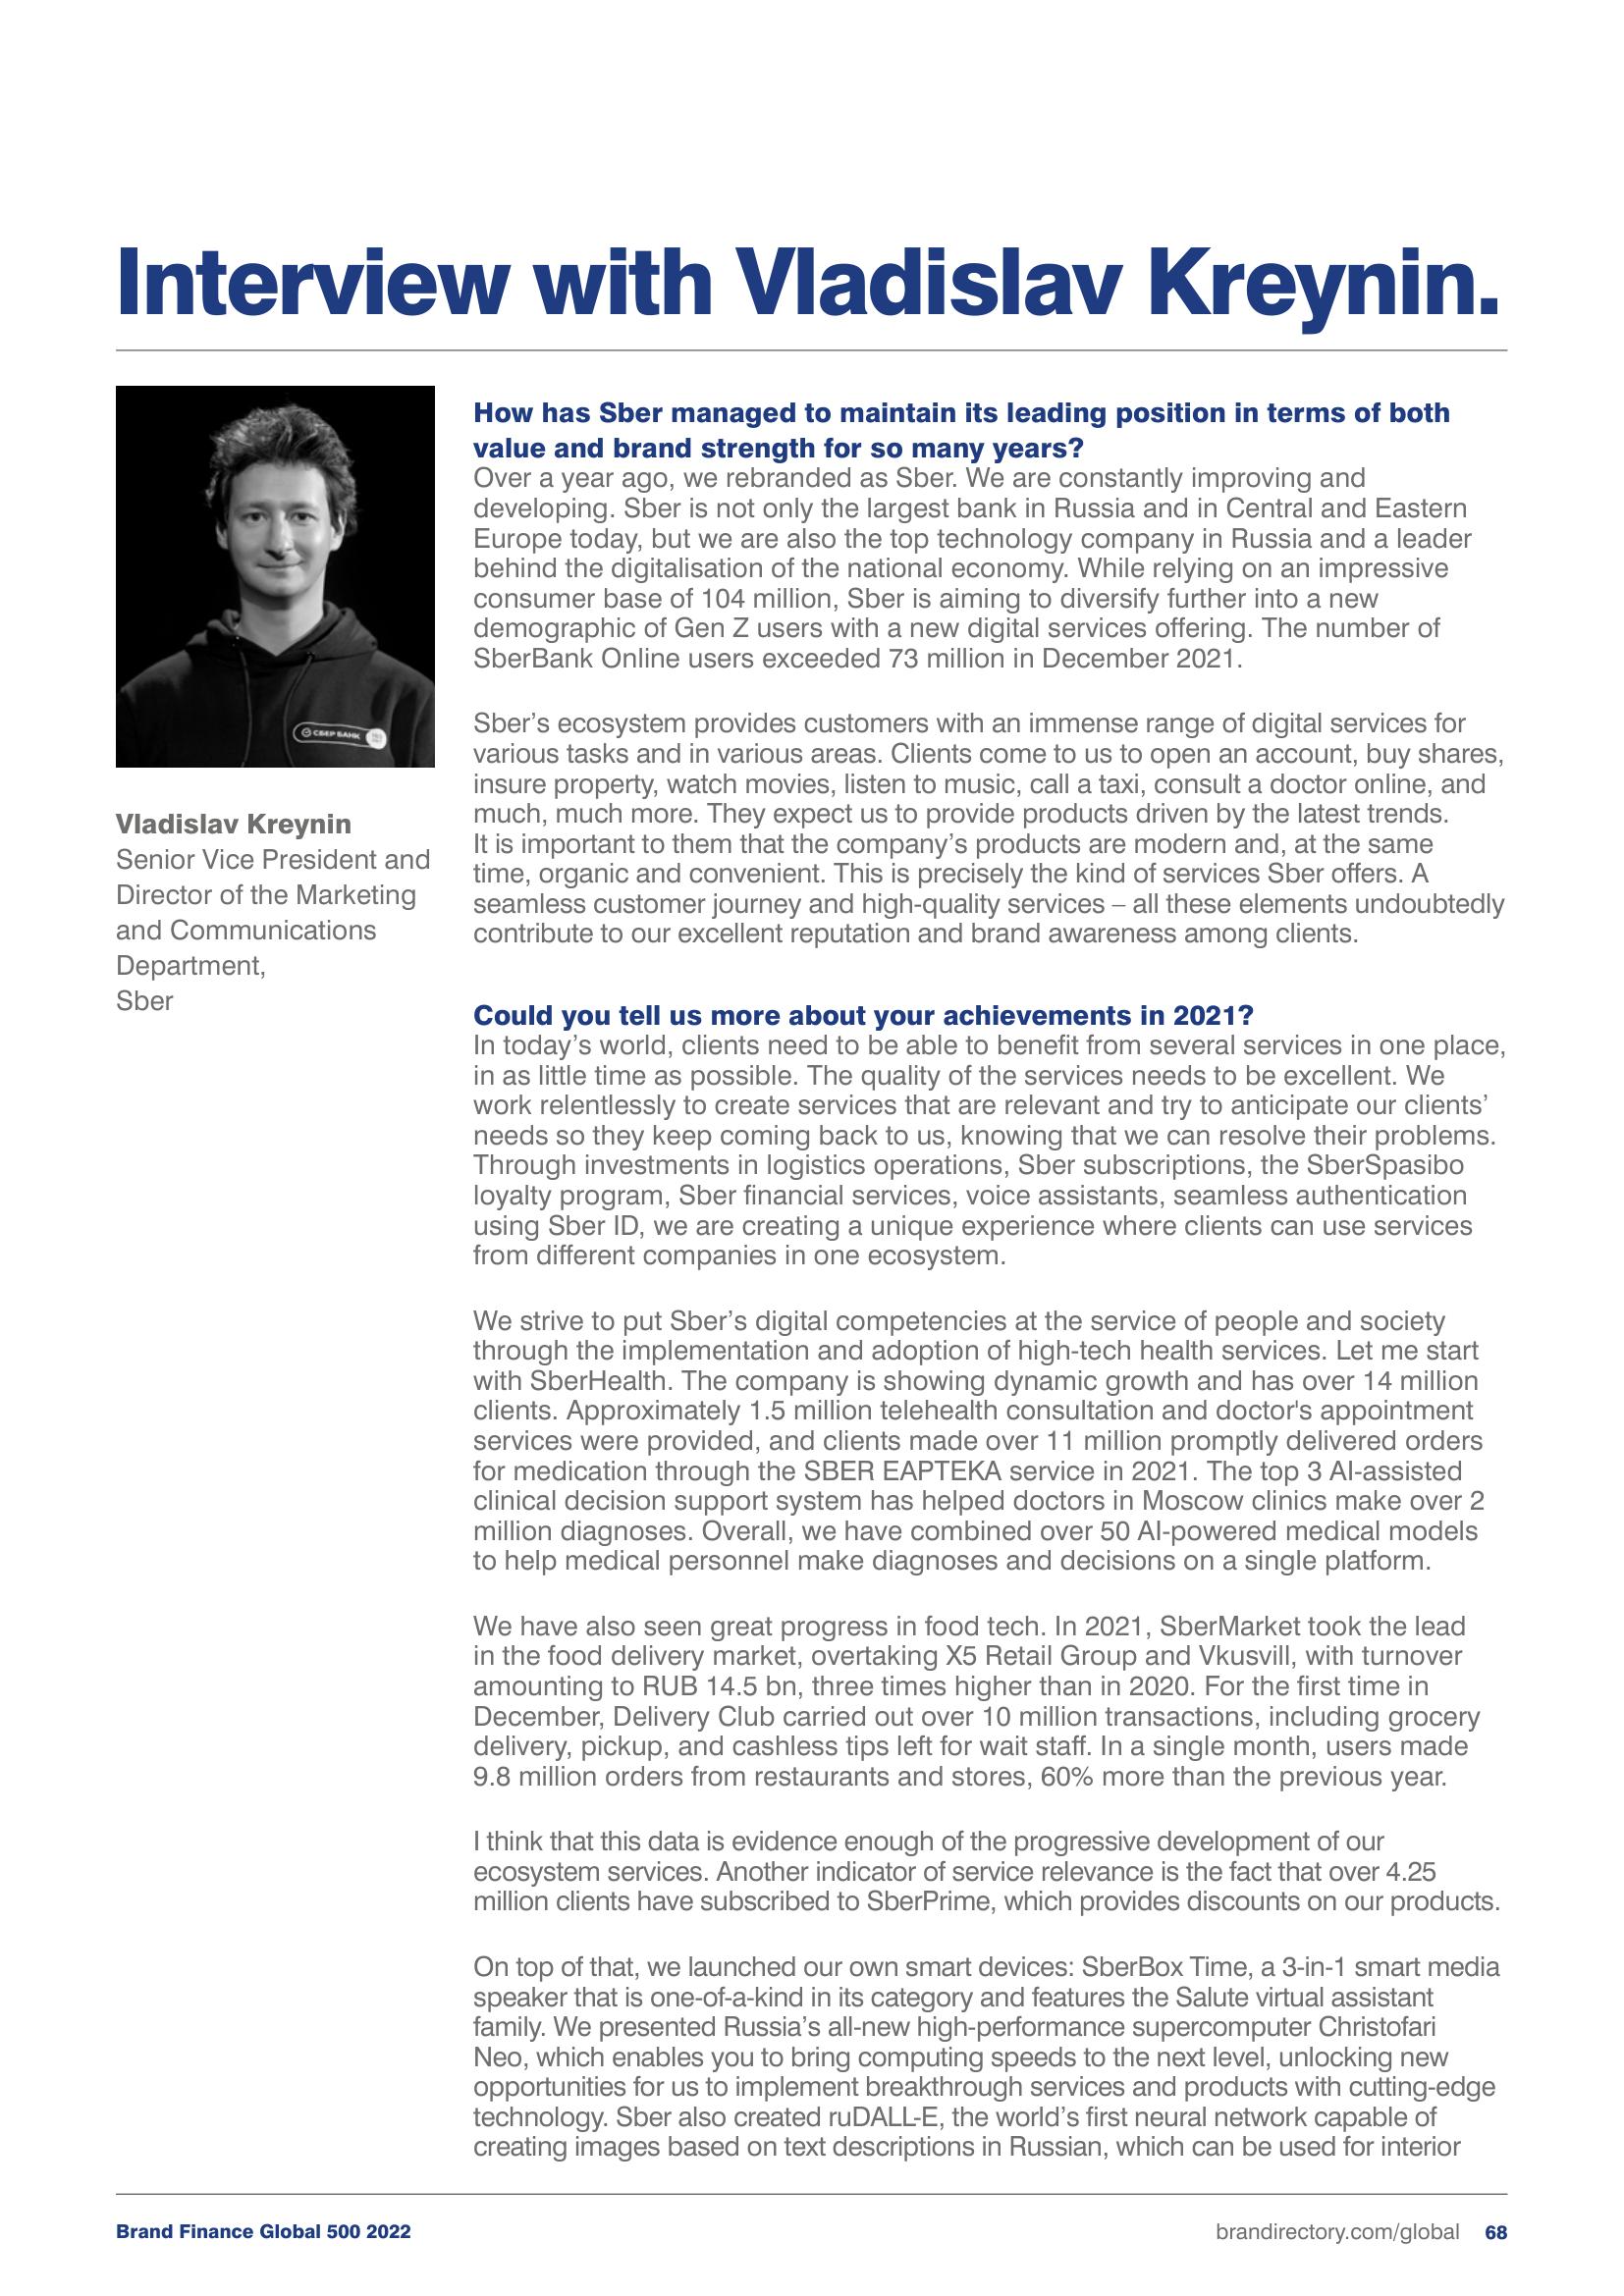 Interview with Vladislav Kreynin.
СБЕР БАНК
Vladislav Kreynin
Senior Vice President and
Director of the Marketing
and Communications
Department,
Sber
How has Sber managed to maintain its leading position in terms of both
value and brand strength for so many years?
Over a year ago, we rebranded as Sber. We are constantly improving and
developing. Sber is not only the largest bank in Russia and in Central and Eastern
Europe today, but we are also the top technology company in Russia and a leader
behind the digitalisation of the national economy. While relying on an impressive
consumer base of 104 million, Sber is aiming to diversify further into a new
demographic of Gen Z users with a new digital services offering. The number of
SberBank Online users exceeded 73 million in December 2021.
Sber’s ecosystem provides customers with an immense range of digital services for
various tasks and in various areas. Clients come to us to open an account, buy shares,
insure property, watch movies, listen to music, call a taxi, consult a doctor online, and
much, much more. They expect us to provide products driven by the latest trends.
It is important to them that the company’s products are modern and, at the same
time, organic and convenient. This is precisely the kind of services Sber offers. A
seamless customer journey and high-quality services – all these elements undoubtedly
contribute to our excellent reputation and brand awareness among clients.
Could you tell us more about your achievements in 2021?
In today’s world, clients need to be able to benefit from several services in one place,
in as little time as possible. The quality of the services needs to be excellent. We
work relentlessly to create services that are relevant and try to anticipate our clients’
needs so they keep coming back to us, knowing that we can resolve their problems.
Through investments in logistics operations, Sber subscriptions, the SberSpasibo
loyalty program, Sber financial services, voice assistants, seamless authentication
using Sber ID, we are creating a unique experience where clients can use services
from different companies in one ecosystem.
We strive to put Sber’s digital competencies at the service of people and society
through the implementation and adoption of high-tech health services. Let me start
with SberHealth. The company is showing dynamic growth and has over 14 million
clients. Approximately 1.5 million telehealth consultation and doctor's appointment
services were provided, and clients made over 11 million promptly delivered orders
for medication through the SBER EAPTEKA service in 2021. The top 3 AI-assisted
clinical decision support system has helped doctors in Moscow clinics make over 2
million diagnoses. Overall, we have combined over 50 AI-powered medical models
to help medical personnel make diagnoses and decisions on a single platform.
We have also seen great progress in food tech. In 2021, SberMarket took the lead
in the food delivery market, overtaking X5 Retail Group and Vkusvill, with turnover
amounting to RUB 14.5 bn, three times higher than in 2020. For the first time in
December, Delivery Club carried out over 10 million transactions, including grocery
delivery, pickup, and cashless tips left for wait staff. In a single month, users made
9.8 million orders from restaurants and stores, 60% more than the previous year.
I think that this data is evidence enough of the progressive development of our
ecosystem services. Another indicator of service relevance is the fact that over 4.25
million clients have subscribed to SberPrime, which provides discounts on our products.
On top of that, we launched our own smart devices: SberBox Time, a 3-in-1 smart media
speaker that is one-of-a-kind in its category and features the Salute virtual assistant
family. We presented Russia’s all-new high-performance supercomputer Christofari
Neo, which enables you to bring computing speeds to the next level, unlocking new
opportunities for us to implement breakthrough services and products with cutting-edge
technology. Sber also created ruDALL-E, the world’s first neural network capable of
creating images based on text descriptions in Russian, which can be used for interior
Brand Finance Global 500 2022
brandirectory.com/global 68